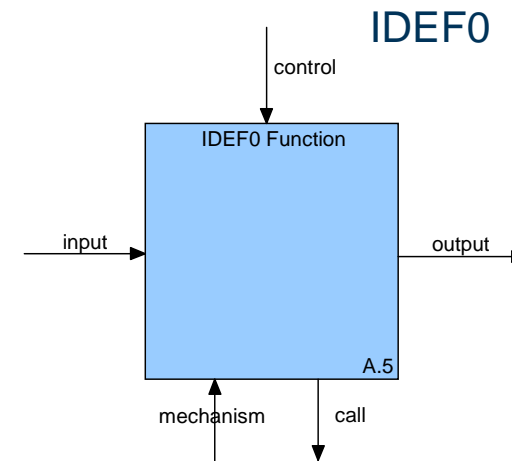 IDEF0
control
IDEF0 Function
input
output
A.5
mechanism
call